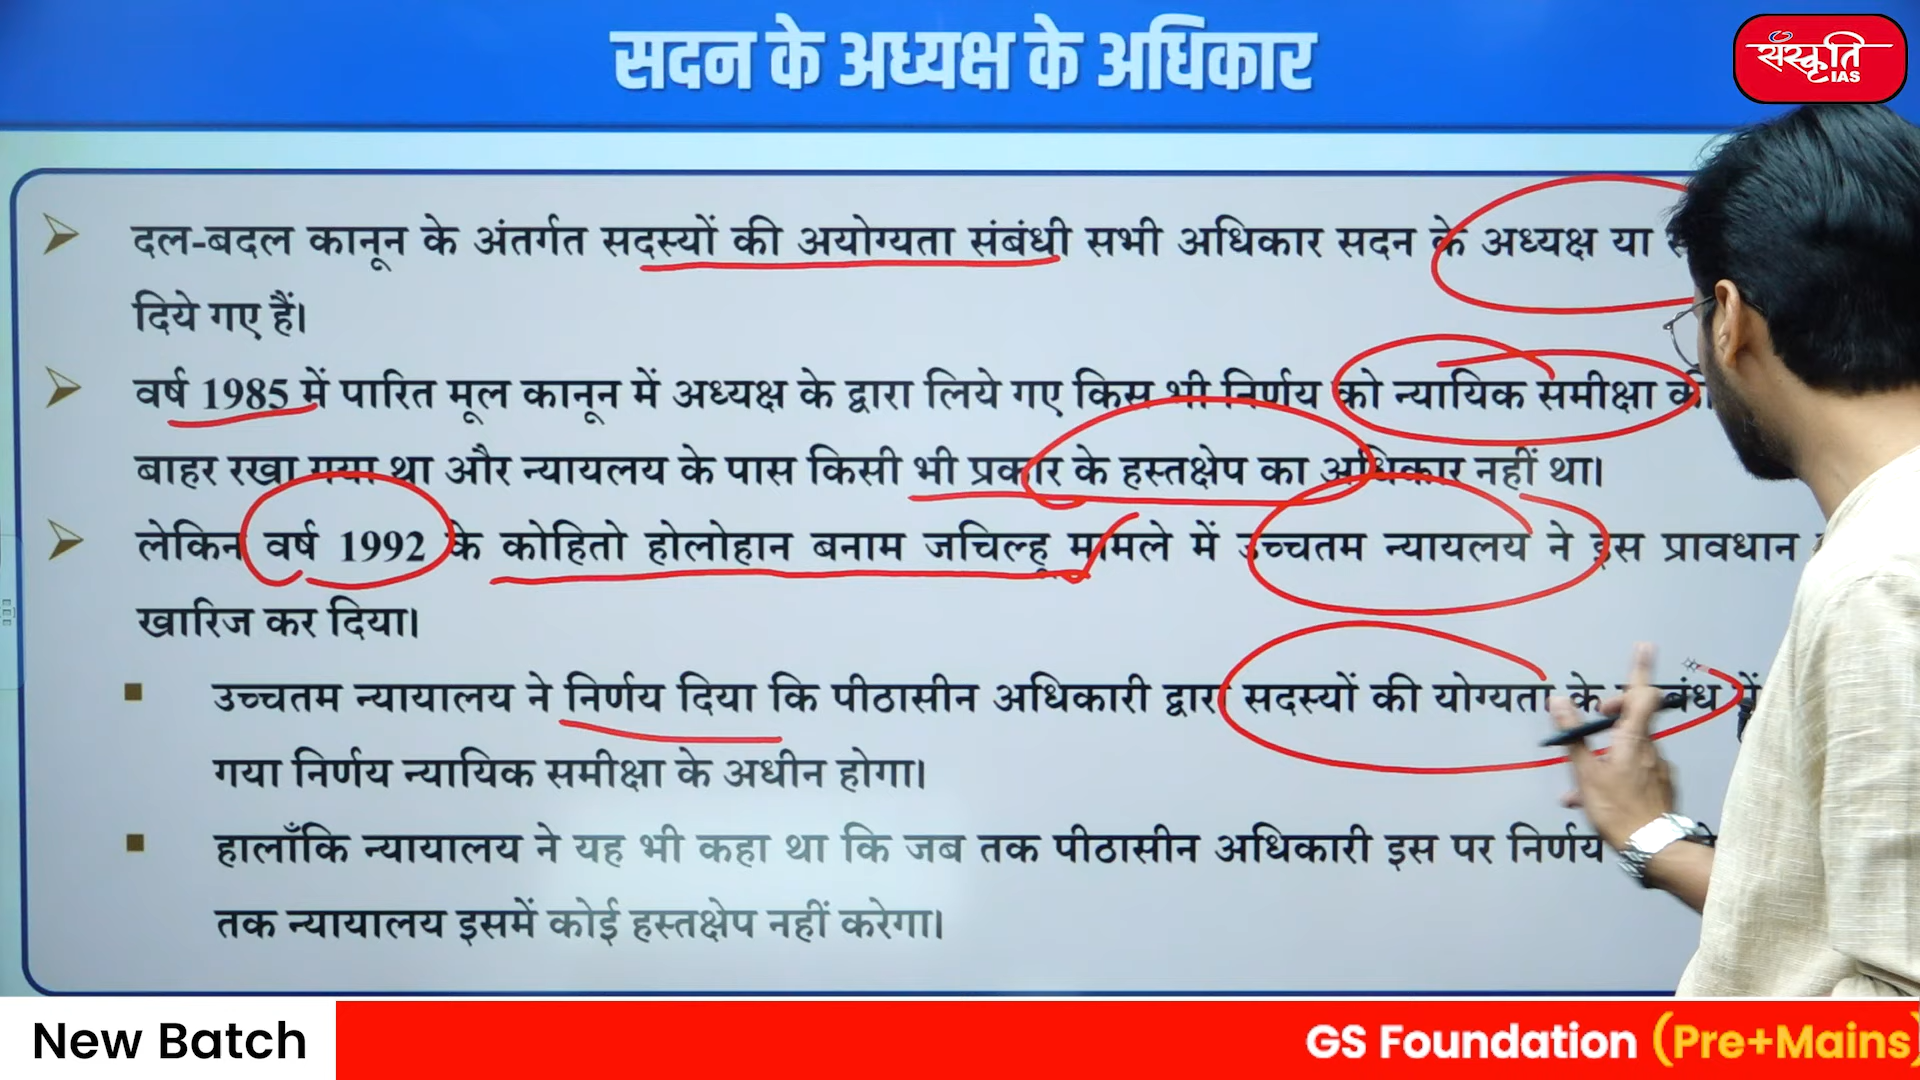 सदन के अध्यक्ष के अधिकार
संस्कृति
IAS
दल-बदल कानून के अंतर्गत सदस्यों की अयोग्यता संबंधी सभी अधिकार सदन के अध्यक्ष या
दिये गए हैं।
वर्ष 1985 में पारित मूल कानून में अध्यक्ष के द्वारा लिये गए किस भी निर्णय को न्यायिक समीक्षा की
बाहर रखा गया था और न्यायलय के पास किसी भी प्रकार के हस्तक्षेप का अधिकार नहीं था।
लेकिन वर्ष 1992 के कोहितो होलोहान बनाम जचिल्हू मामले में उच्चतम न्यायलय ने इस प्रावधान
खारिज कर दिया।
उच्चतम न्यायालय ने निर्णय दिया कि पीठासीन अधिकारी द्वारा सदस्यों की योग्यता के में
गया निर्णय न्यायिक समीक्षा के अधीन होगा।
हालाँकि न्यायालय ने यह भी कहा था कि जब तक पीठासीन अधिकारी इस पर निर्णय
तक न्यायालय इसमें कोई हस्तक्षेप नहीं करेगा।
New Batch
GS Foundation (Pre+Mains)